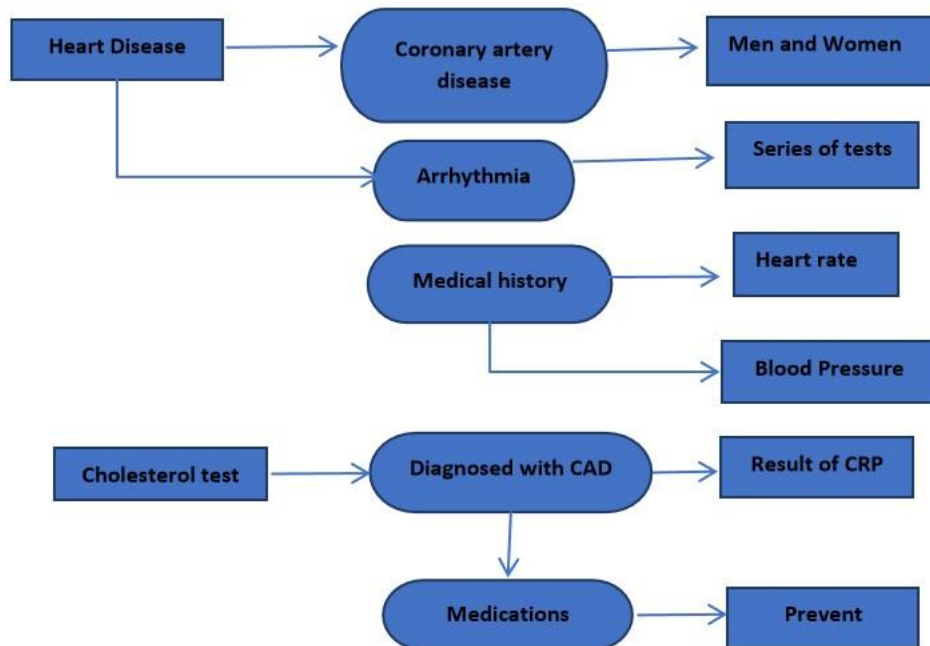 Heart Disease
Coronary artery
disease
Men and Women
Arrhythmia
Series of tests
Medical history
Heart rate
Blood Pressure
Cholesterol test
Diagnosed with CAD
Result of CRP
Medications
Prevent